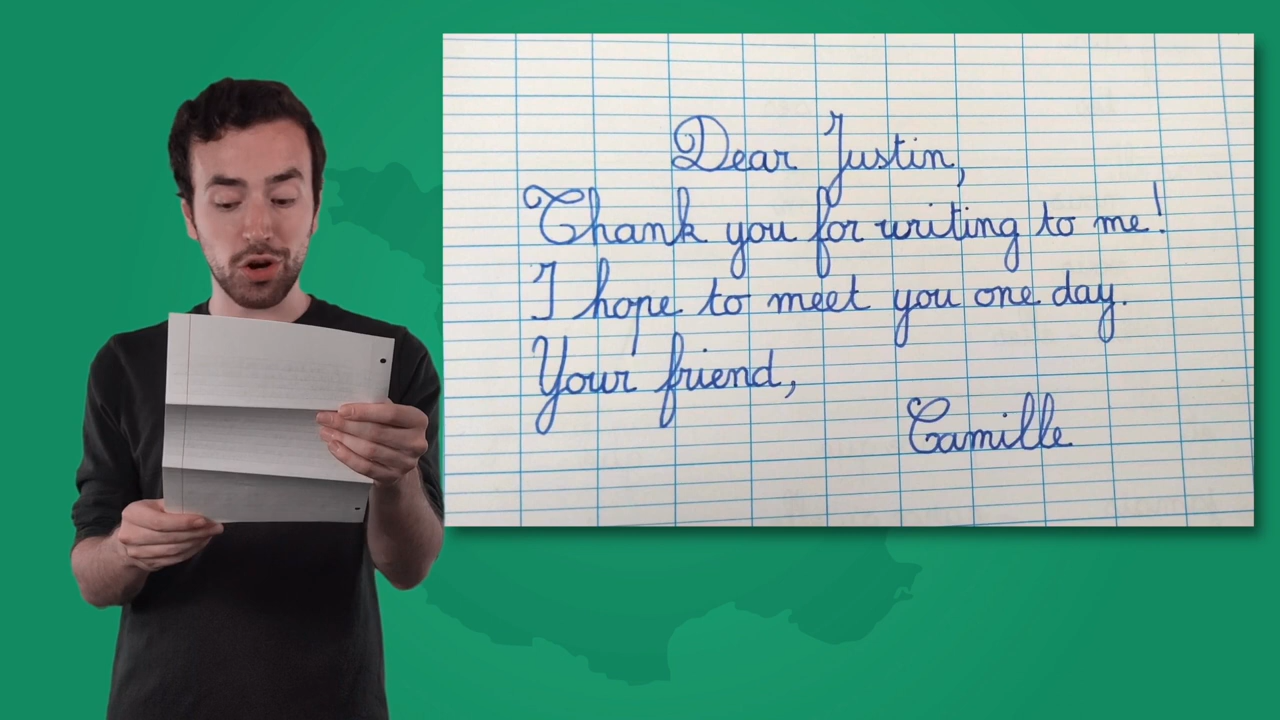 Dear Justin,
Thank you for writing to me!
I hope to meet you one day.
Your friend,
Camille